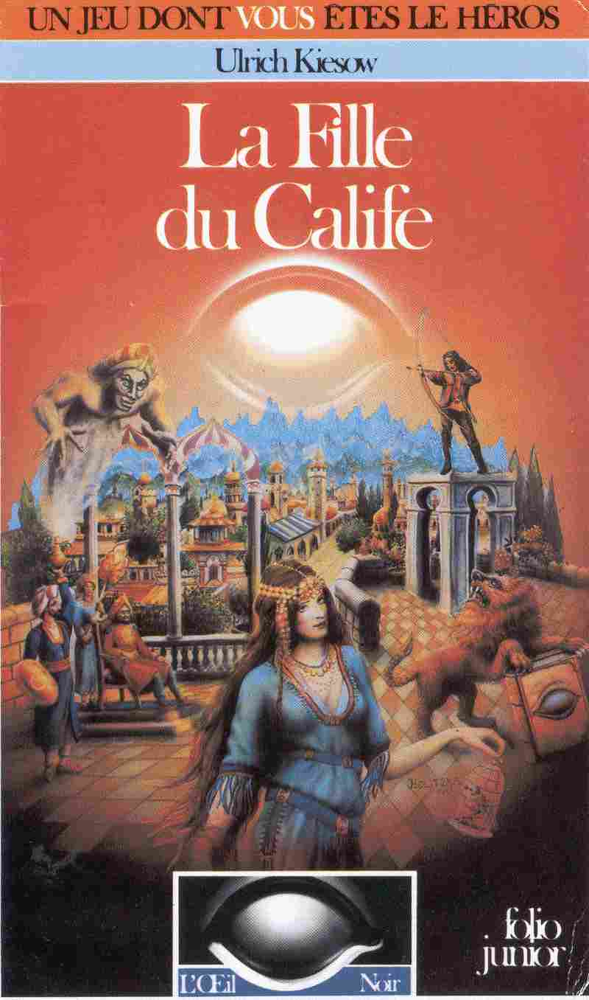 UN JEU DONT VOUS ÊTES LE HÉROS
Ulrich Kiesow
La Fille
du Calife
L'Œil Noir
folio
junior